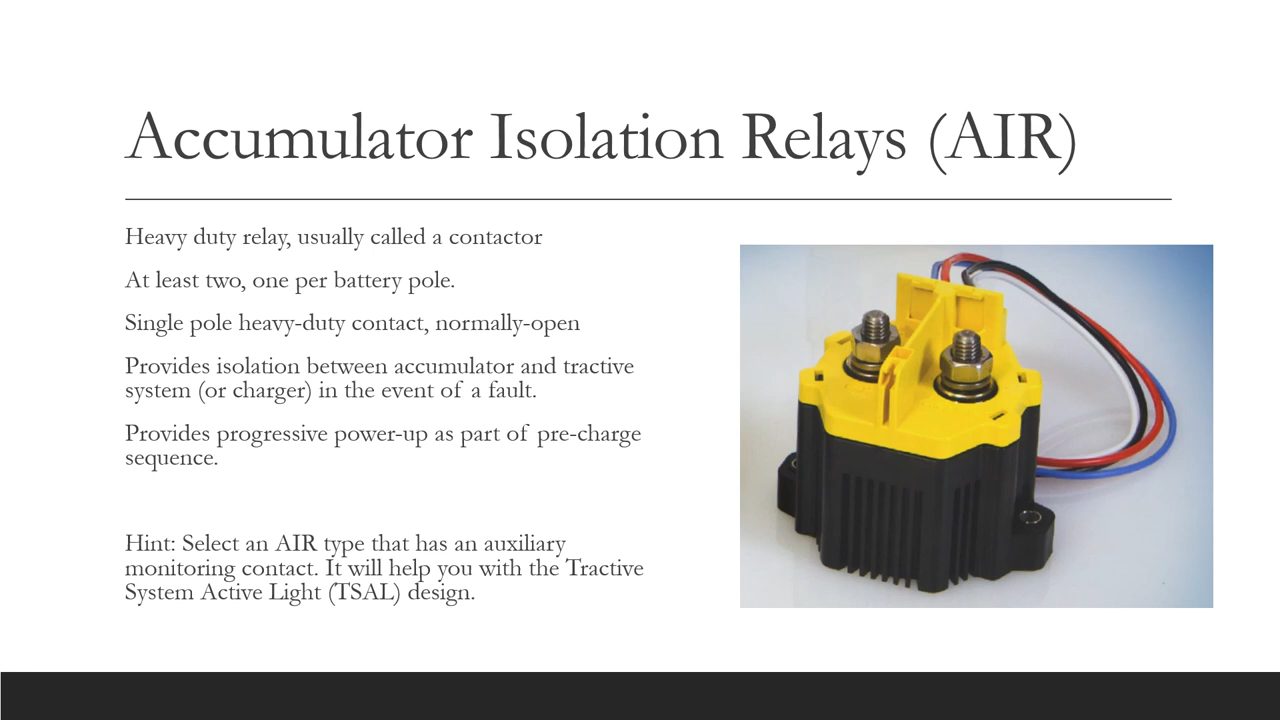 Accumulator Isolation Relays (AIR)
Heavy duty relay, usually called a contactor
At least two, one per battery pole.
Single pole heavy-duty contact, normally-open
Provides isolation between accumulator and tractive
system (or charger) in the event of a fault.
Provides progressive power-up as part of pre-charge
sequence.
Hint: Select an AIR type that has an auxiliary
monitoring contact. It will help you with the Tractive
System Active Light (TSAL) design.